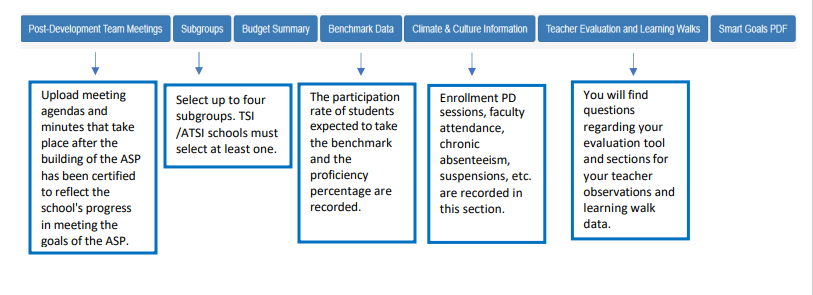 Post-Development Team Meetings
Subgroups
Budget Summary
Benchmark Data
Climate & Culture Information
Teacher Evaluation and Learning Walks
Smart Goals PDF
Upload meeting
agendas and
minutes that take
place after the
building of the ASP
has been certified
to reflect the
school's progress
in meeting the
goals of the ASP.
Select up to four
subgroups. TSI
/ATSI schools must
select at least one.
The participation
rate of students
expected to take
the benchmark
and the
proficiency
percentage are
recorded.
Enrollment PD
sessions, faculty
attendance,
chronic
absenteeism,
suspensions, etc.
are recorded in
this section.
You will find
questions
regarding your
evaluation tool
and sections for
your teacher
observations and
learning walk
data.